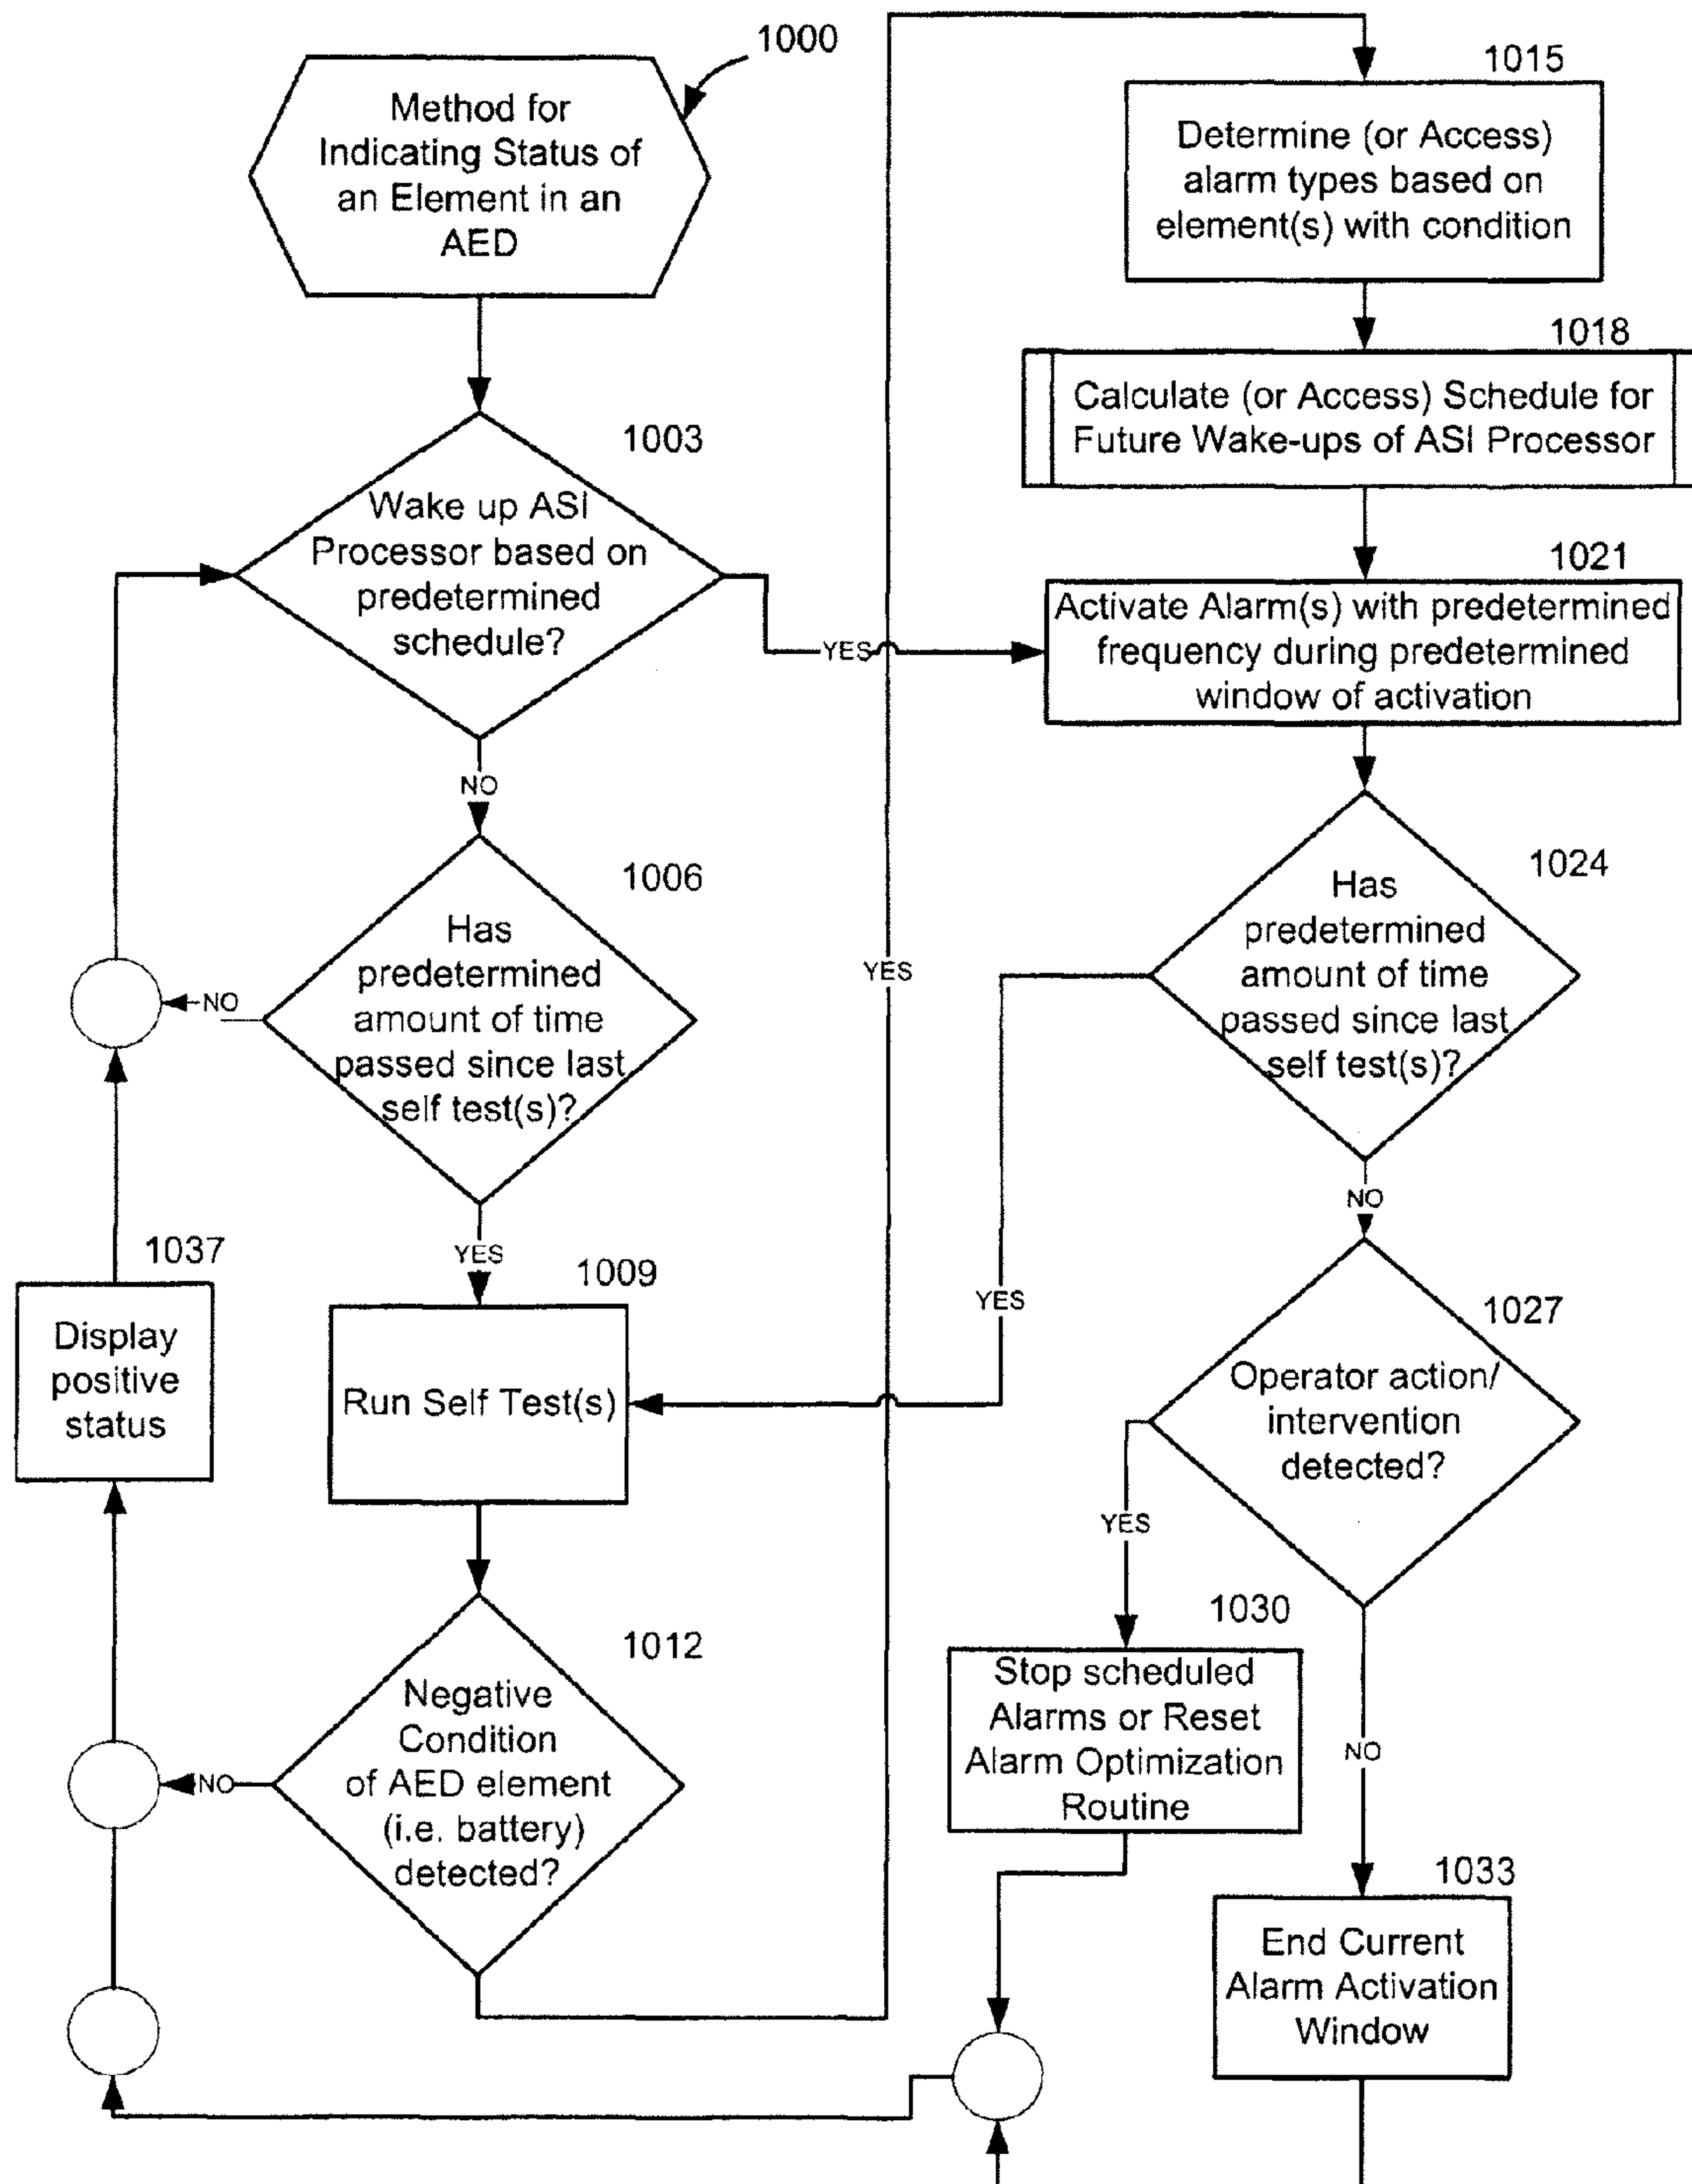 1000
Method for
Indicating Status of
an Element in an
AED
1003
Wake up ASI
Processor based on
predetermined
schedule?
YES
NO
1006
Has
predetermined
amount of time
passed since last
self test(s)?
NO
YES
1009
Run Self Test(s)
1037
Display
positive
status
1012
Negative
Condition
of AED element
(i.e. battery)
detected?
NO
YES
1015
Determine (or Access)
alarm types based on
element(s) with condition
1018
Calculate (or Access) Schedule for
Future Wake-ups of ASI Processor
1021
Activate Alarm(s) with predetermined
frequency during predetermined
window of activation
1024
Has
predetermined
amount of time
passed since last
self test(s)?
YES
NO
1027
Operator action/
intervention
detected?
YES
NO
1030
Stop scheduled
Alarms or Reset
Alarm Optimization
Routine
1033
End Current
Alarm Activation
Window